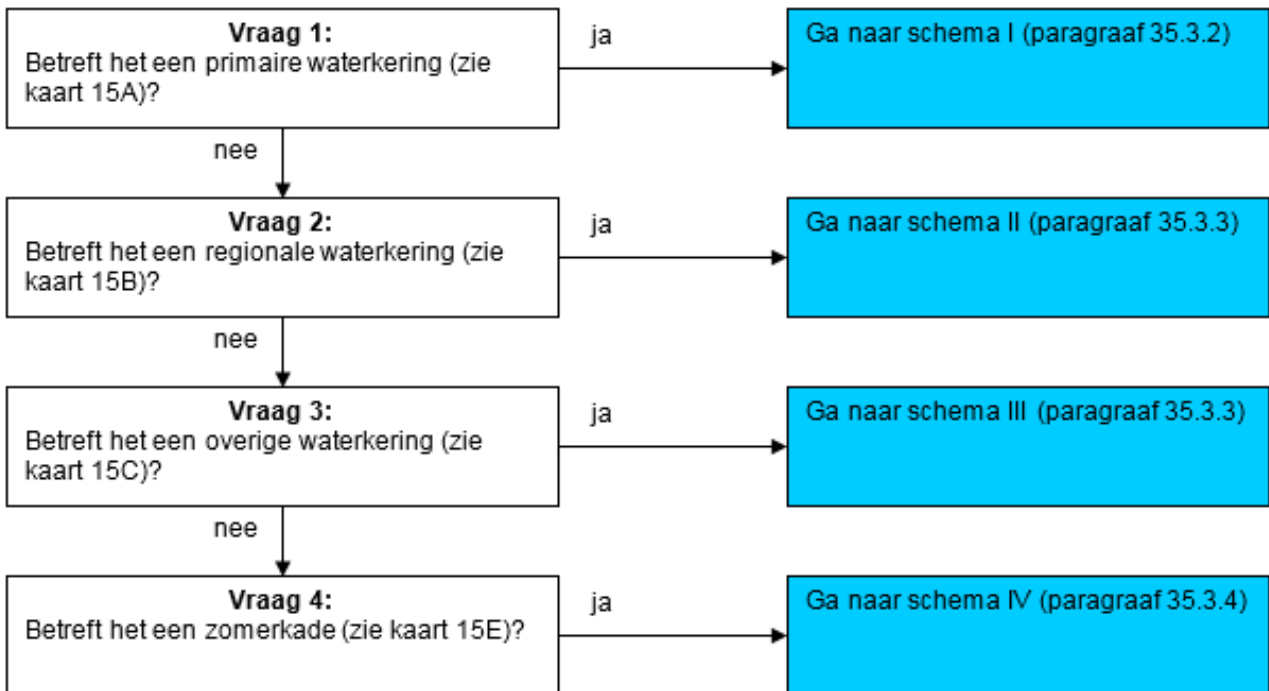 Vraag 1:
Betreft het een primaire waterkering (zie
kaart 15A)?
ja
Ga naar schema I (paragraaf 35.3.2)
nee
Vraag 2:
Betreft het een regionale waterkering (zie
kaart 15B)?
ja
Ga naar schema II (paragraaf 35.3.3)
nee
Vraag 3:
Betreft het een overige waterkering (zie
kaart 15C)?
ja
Ga naar schema III (paragraaf 35.3.3)
nee
Vraag 4:
Betreft het een zomerkade (zie kaart 15E)?
ja
Ga naar schema IV (paragraaf 35.3.4)